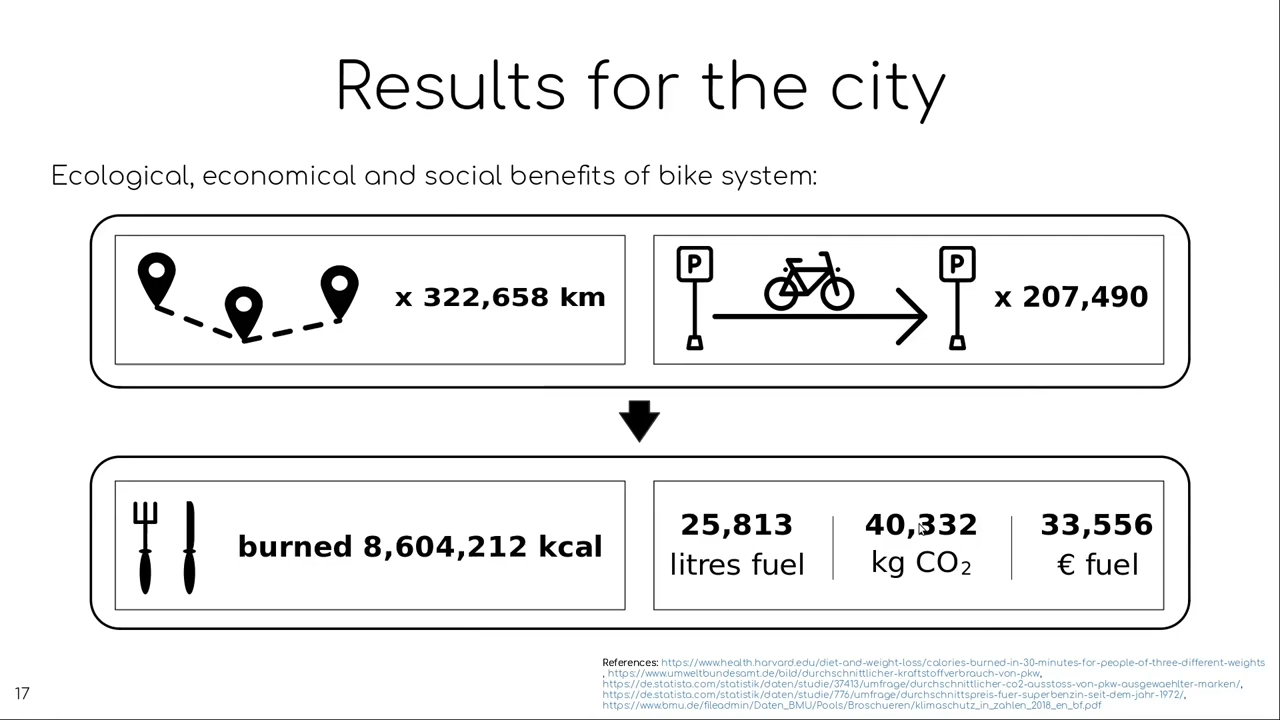 Results for the city
Ecological, economical and social benefits of bike system:
x 322,658 km
P
P
x 207,490
burned 8,604,212 kcal
25,813
litres fuel
40,332
kg CO₂
33,556
€ fuel
References: https://www.health.harvard.edu/diet-and-weight-loss/calories-burned-in-30-minutes-for-people-of-three-different-weights
, https://www.umweltbundesamt.de/bild/durchschnittlicher-kraftstoffverbrauch-von-pkw,
https://de.statista.com/statistik/daten/studie/37413/umfrage/durchschnittlicher-co2-ausstoss-von-pkw-ausgewaehlter-marken/,
https://de.statista.com/statistik/daten/studie/776/umfrage/durchschnittspreis-fuer-superbenzin-seit-dem-jahr-1972/,
https://www.bmu.de/fileadmin/Daten_BMU/Pools/Broschueren/klimaschutz_in_zahlen_2018_en_bf.pdf
17